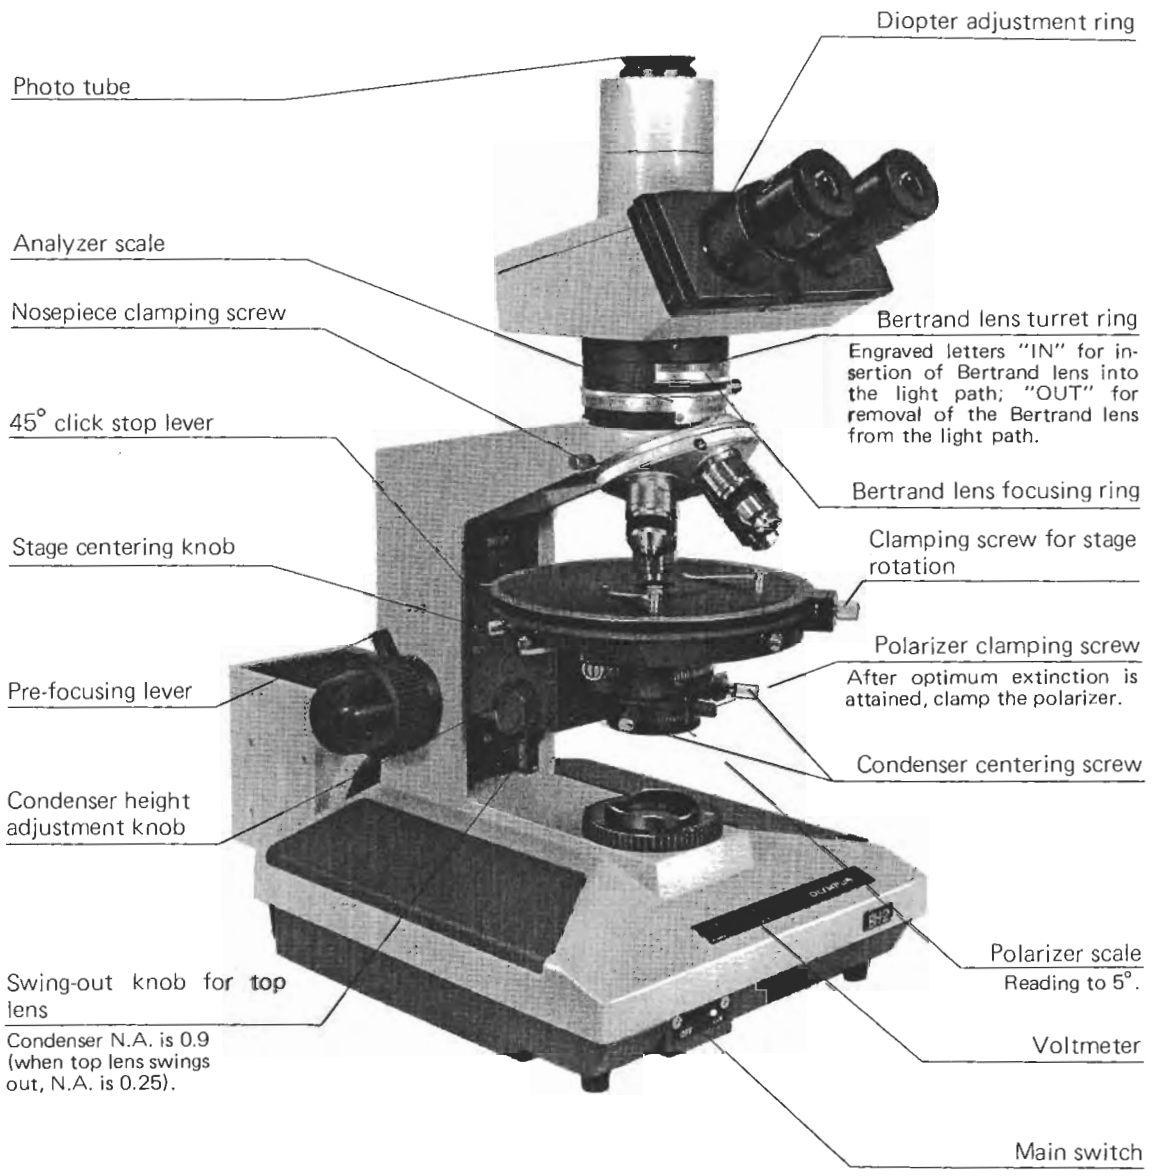 Diopter adjustment ring
Photo tube
Analyzer scale
Nosepiece clamping screw
45° click stop lever
Stage centering knob
Pre-focusing lever
Condenser height
adjustment knob
Swing-out knob for top
lens
Condenser N.A. is 0.9
(when top lens swings
out, N.A. is 0.25).
Bertrand lens turret ring
Engraved letters "IN" for in-
sertion of Bertrand lens into
the light path; "OUT" for
removal of the Bertrand lens
from the light path.
Bertrand lens focusing ring
Clamping screw for stage
rotation
Polarizer clamping screw
After optimum extinction is
attained, clamp the polarizer.
Condenser centering screw
OLYMPUS
BH2
Polarizer scale
Reading to 5°.
Voltmeter
OFF
Main switch